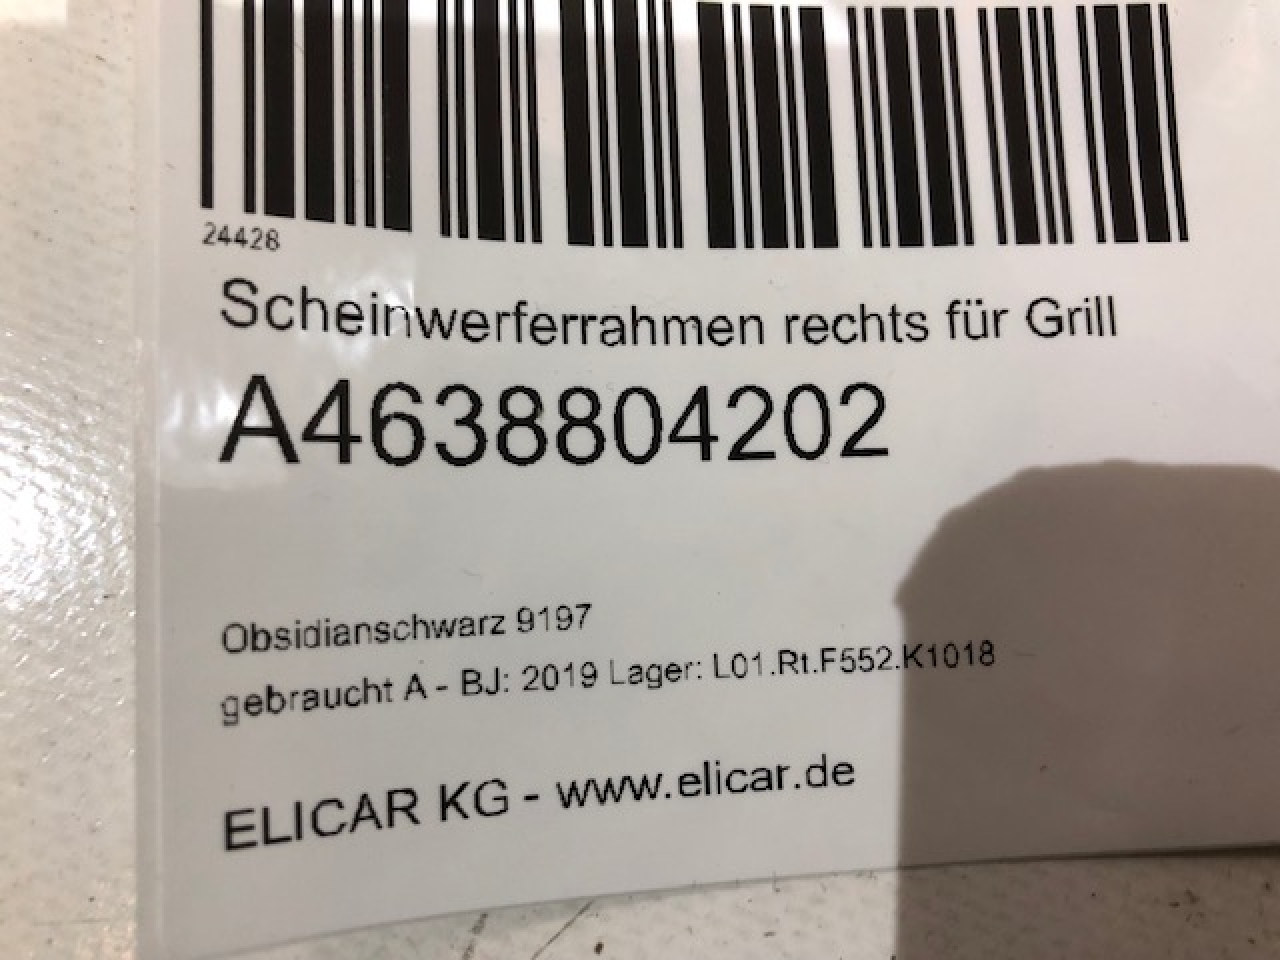 24428
Scheinwerferrahmen rechts für Grill
A4638804202
Obsidianschwarz 9197
gebraucht A - BJ: 2019 Lager: L01.Rt.F552.K1018
ELICAR KG - www.elicar.de